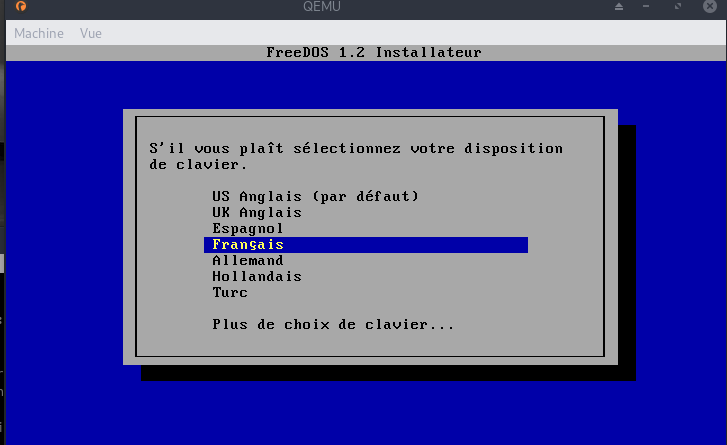 QEMU
Machine Vue
FreeDOS 1.2 Installateur
S'il vous plaît sélectionnez votre disposition
de clavier.
US Anglais (par défaut)
UK Anglais
Espagnol
Français
Allemand
Hollandais
Turc
Plus de choix de clavier...